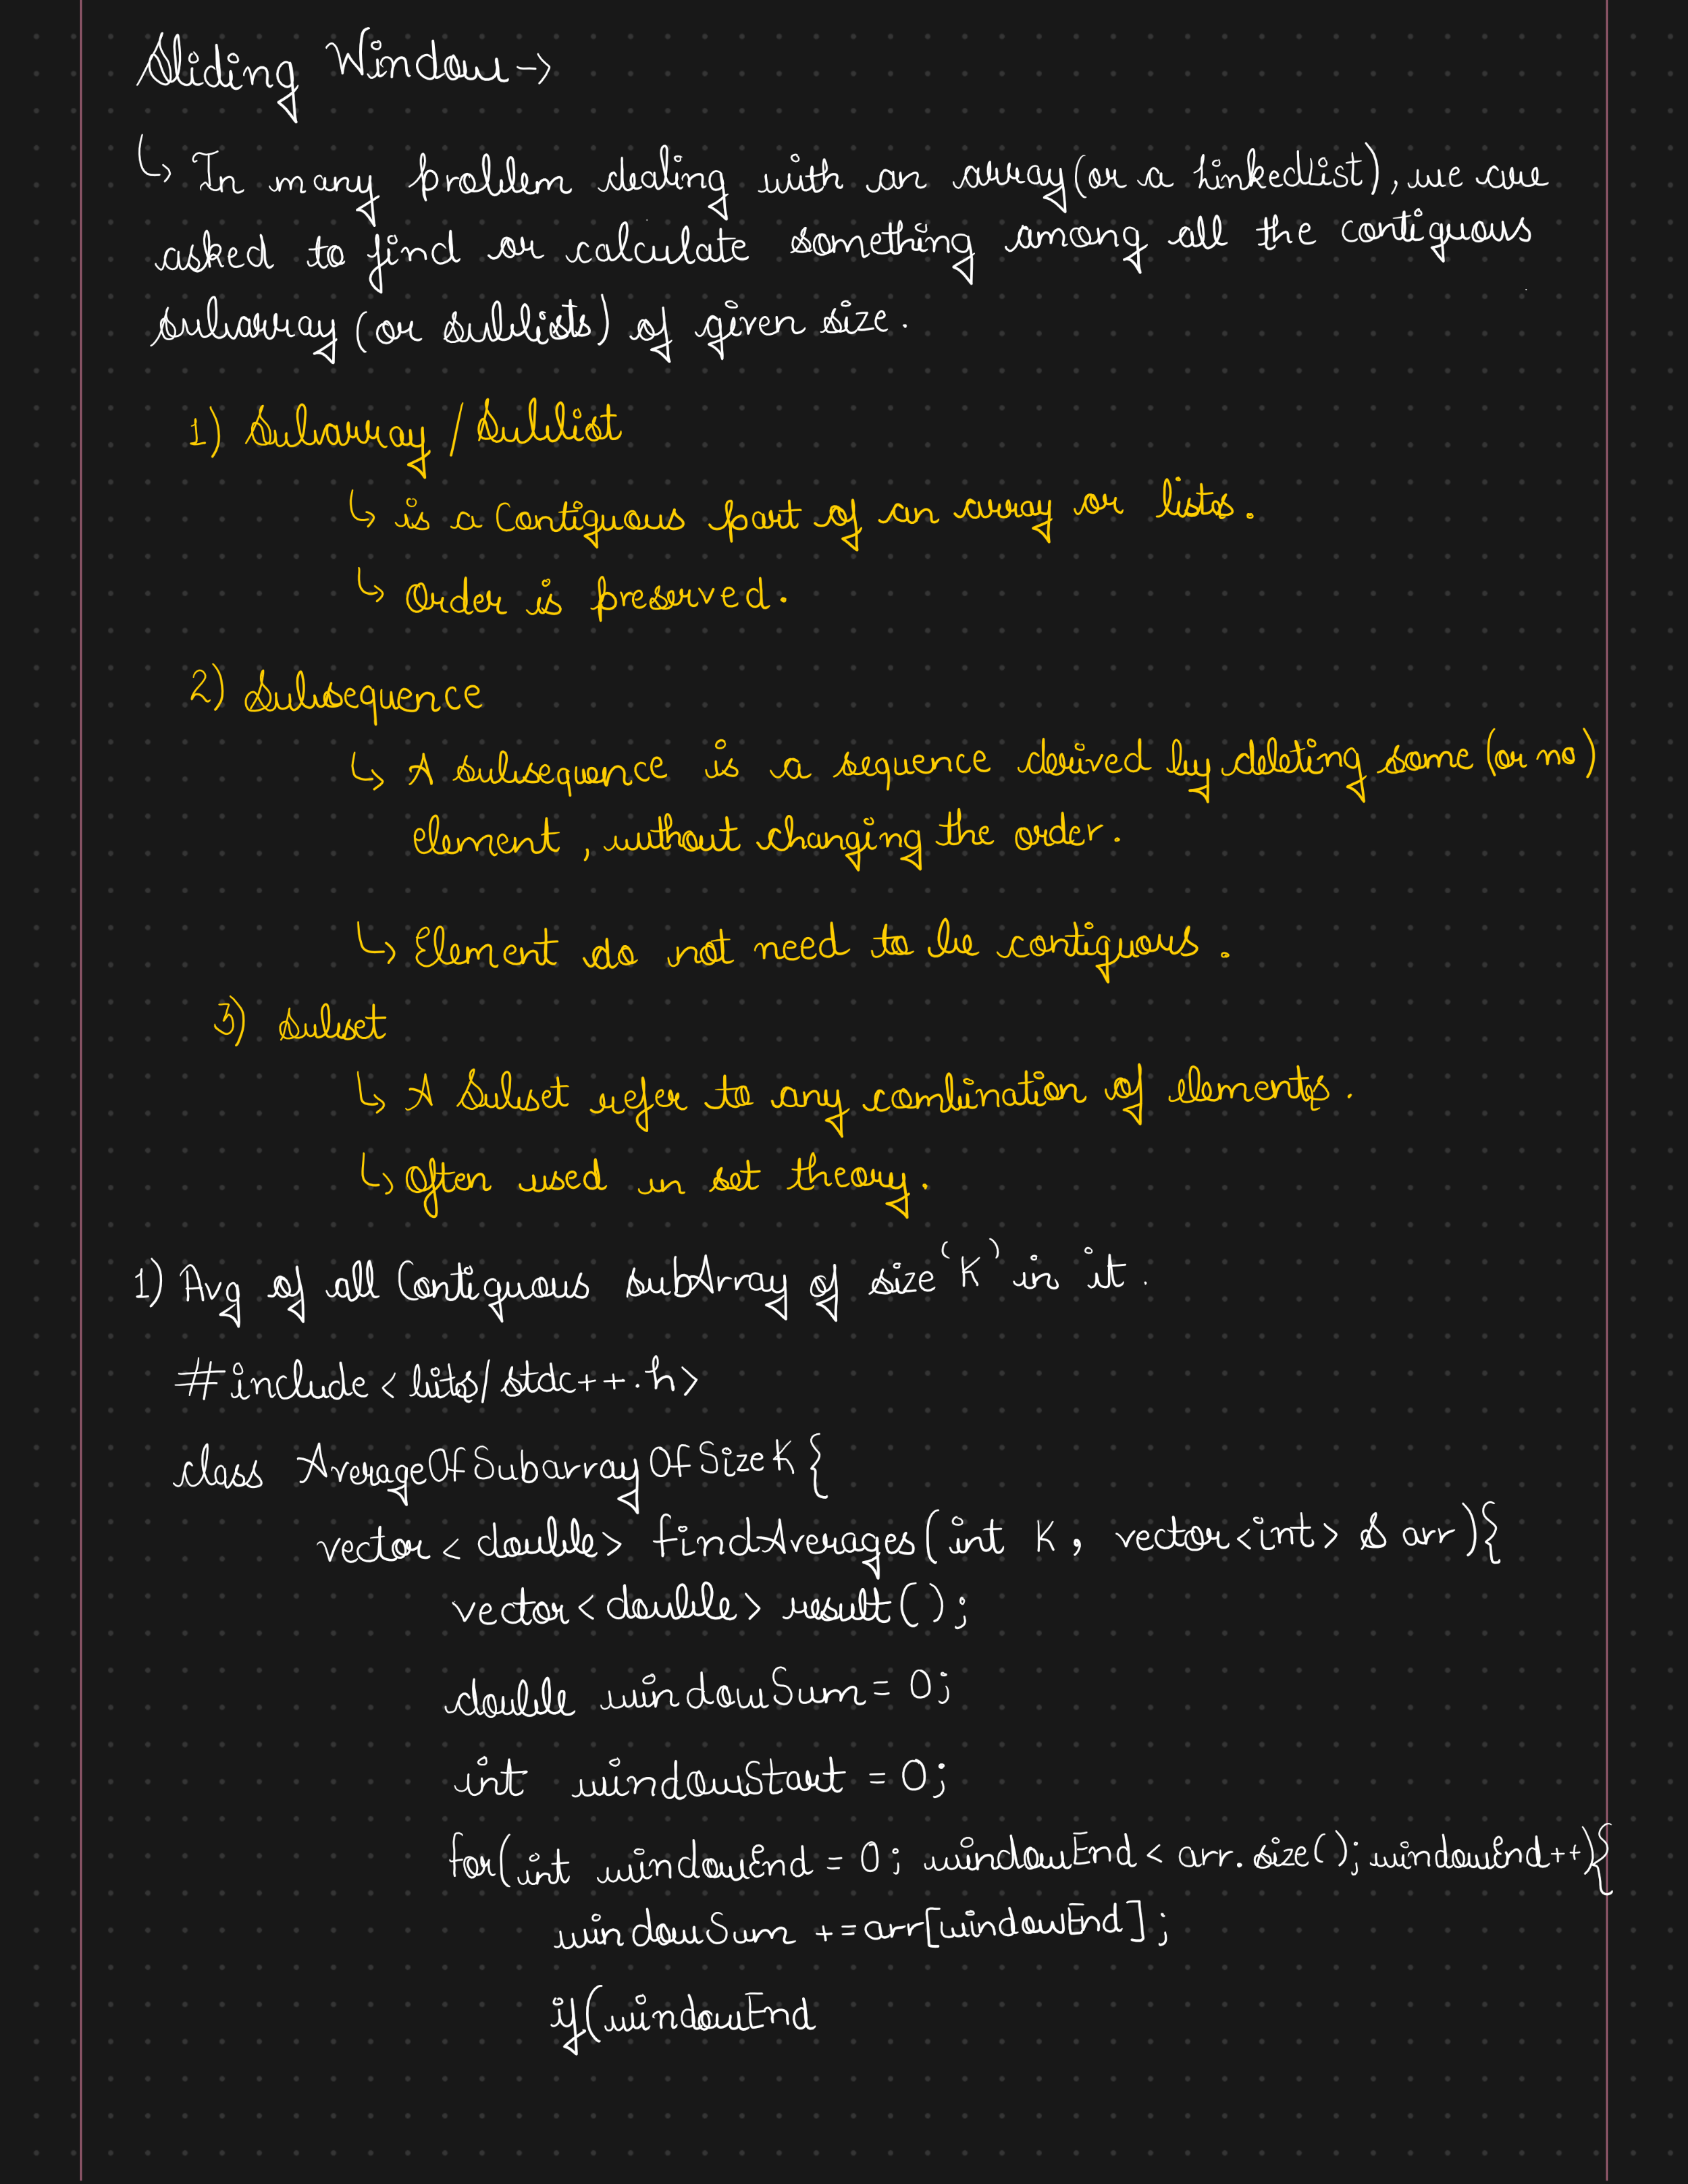 Sliding Window →
↳ In many problem dealing with an array (or a LinkedList), we are
asked to find or calculate something among all the contiguous
subarray (or sublists) of given size.
1) Subarray / Sublist
↳ is a Contiguous part of an array or lists.
↳ Order is preserved.
2) Subsequence
↳ A subsequence is a sequence derived by deleting some (or no)
element, without changing the order.
↳ Element do not need to be contiguous.
3) Subset
↳ A Subset refer to any combination of elements.
↳ Often used in set theory.
1) Avg of all Contiguous subArray of size 'K' in it.
#include <bits/stdc++.h>
class AverageOfSubarrayOfSizeK {
vector<double> findAverages(int K, vector<int> & arr){
vector<double> result();
double windowSum = 0;
int windowStart = 0;
for(int windowEnd = 0; windowEnd < arr.size(); windowEnd++){
windowSum += arr[windowEnd];
if(windowEnd